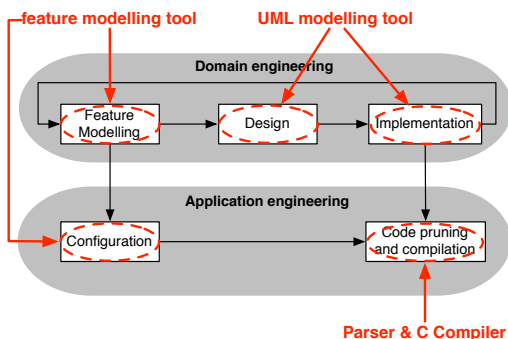 feature modelling tool
UML modelling tool
Domain engineering
Feature
Modelling
Design
Implementation
Application engineering
Configuration
Code pruning
and compilation
Parser & C Compiler